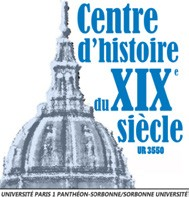 Centre
d'histoire
du XIXe
siècle
UR 3550
UNIVERSITÉ PARIS 1 PANTHÉON-SORBONNE/SORBONNE UNIVERSITÉ